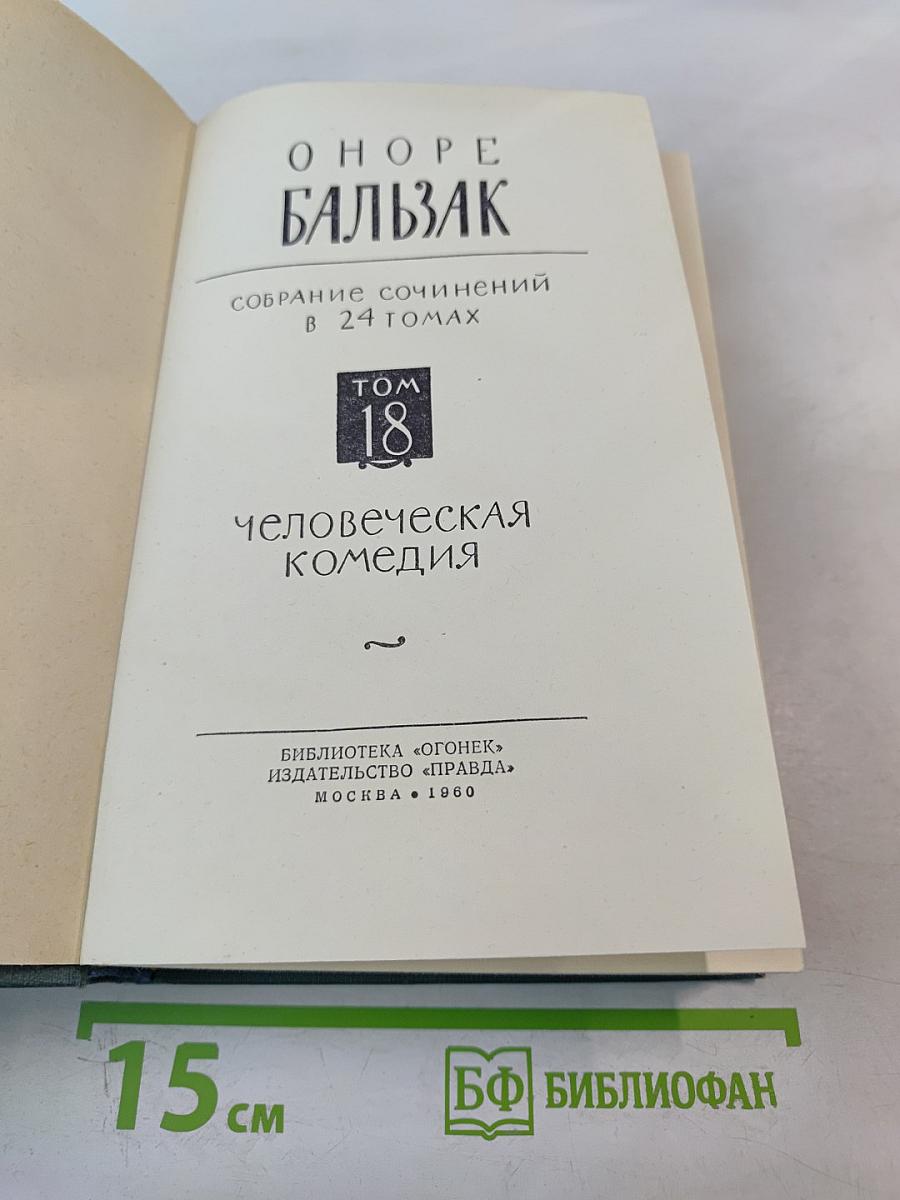 ОНОРЕ
БАЛЬЗАК
СОБРАНИЕ СОЧИНЕНИЙ
В 24 ТОМАХ
ТОМ
18
ЧЕЛОВЕЧЕСКАЯ
КОМЕДИЯ
БИБЛИОТЕКА «ОГОНЕК»
ИЗДАТЕЛЬСТВО «ПРАВДА»
МОСКВА • 1960
15 см
БФ БИБЛИОФАН